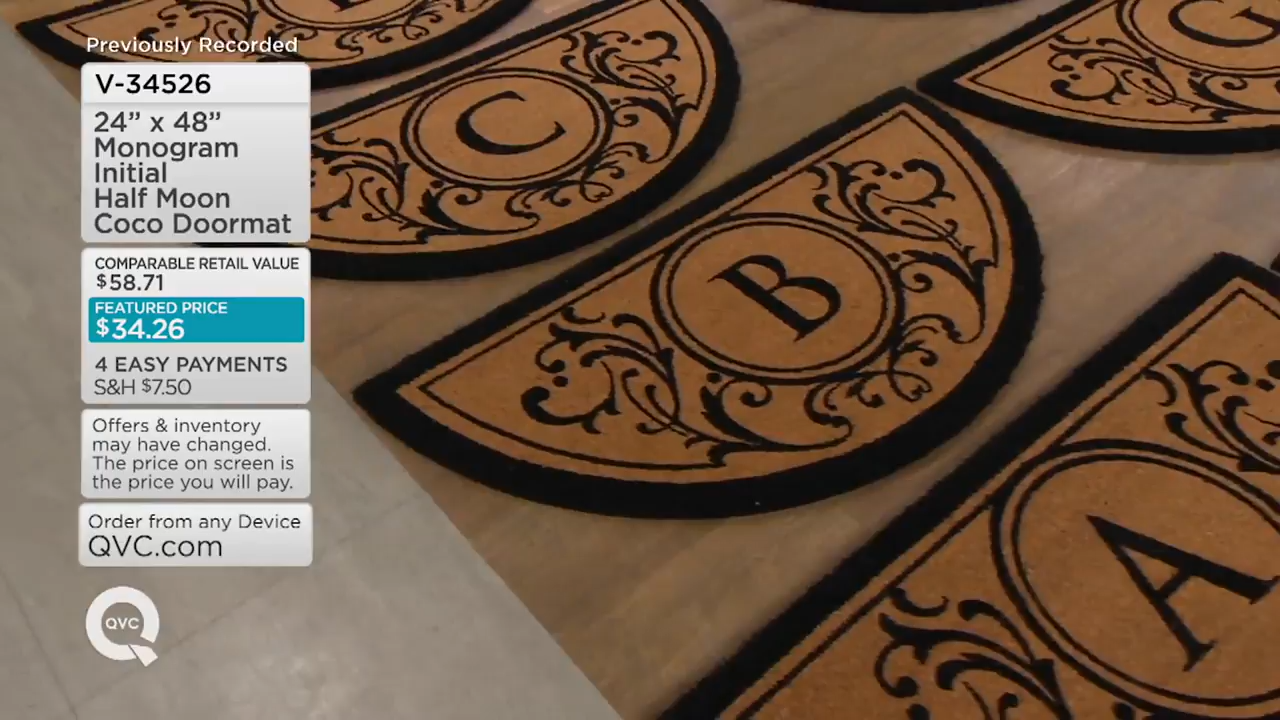 Previously Recorded
V-34526
24” x 48”
Monogram
Initial
Half Moon
Coco Doormat
COMPARABLE RETAIL VALUE
$58.71
FEATURED PRICE
$34.26
4 EASY PAYMENTS
S&H $7.50
Offers & inventory
may have changed.
The price on screen is
the price you will pay.
Order from any Device
QVC.com
QVC
C
G
B
A